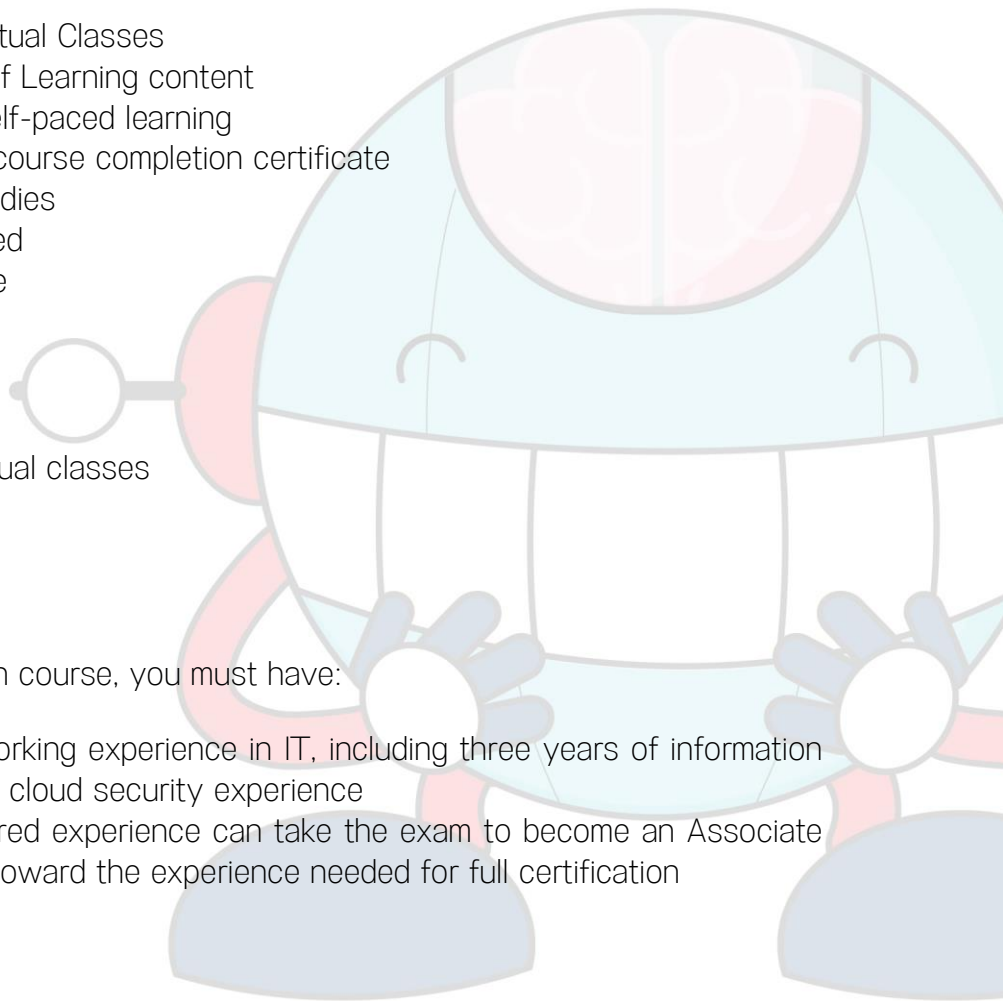 tual Classes
f Learning content
elf-paced learning
course completion certificate
dies
ed
e
ual classes
n course, you must have:
orking experience in IT, including three years of information
cloud security experience
red experience can take the exam to become an Associate
oward the experience needed for full certification